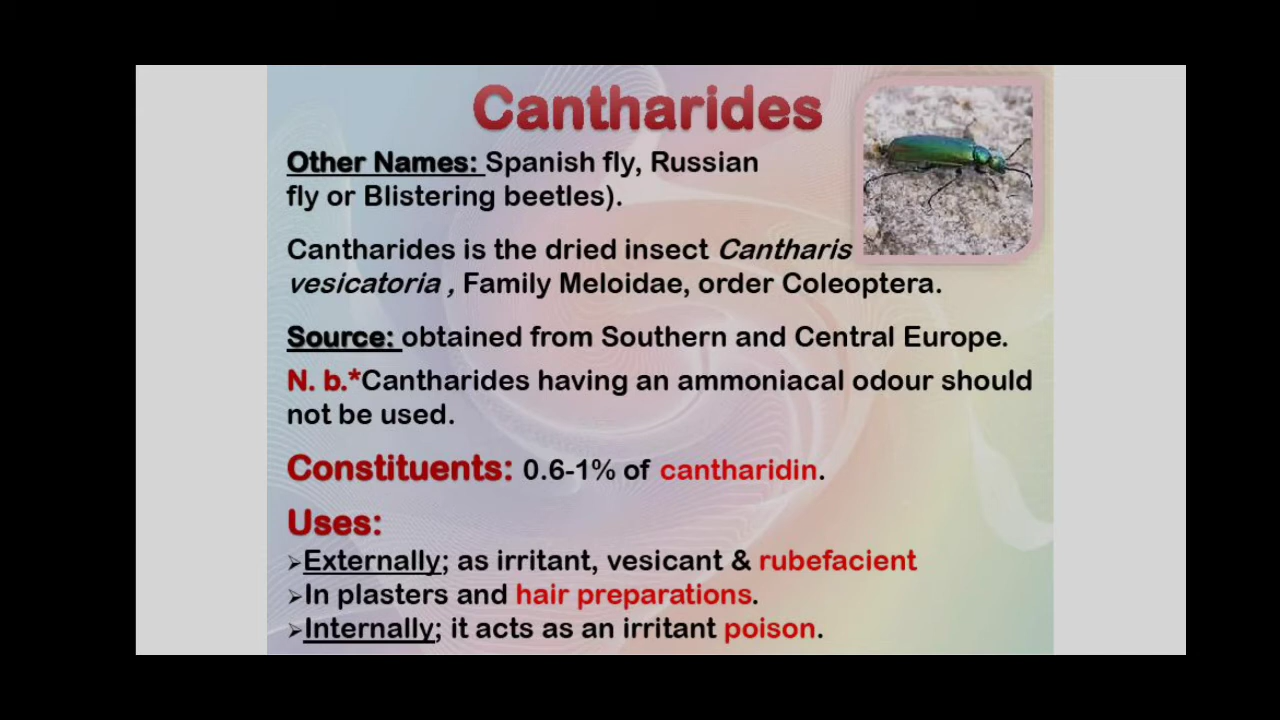 Cantharides
Other Names: Spanish fly, Russian
fly or Blistering beetles).
Cantharides is the dried insect Cantharis
vesicatoria , Family Meloidae, order Coleoptera.
Source: obtained from Southern and Central Europe.
N. b.*Cantharides having an ammoniacal odour should
not be used.
Constituents: 0.6-1% of cantharidin.
Uses:
➢Externally; as irritant, vesicant & rubefacient
➢In plasters and hair preparations.
➢Internally; it acts as an irritant poison.